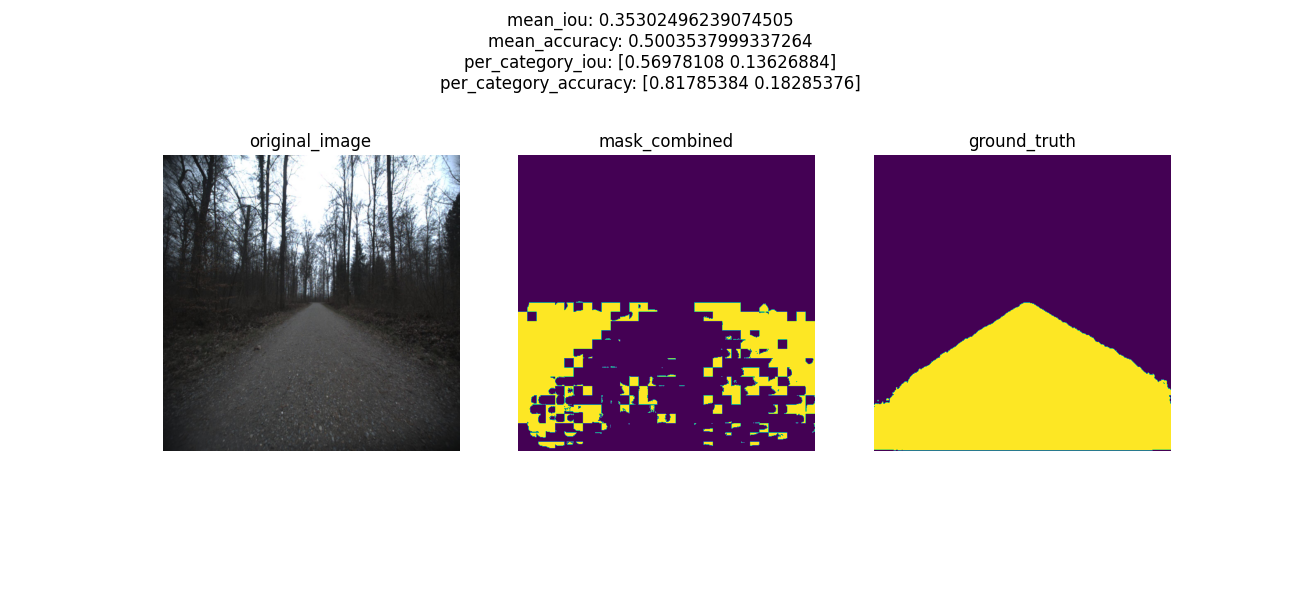 mean_iou: 0.35302496239074505
mean_accuracy: 0.5003537999337264
per_category_iou: [0.56978108 0.13626884]
per_category_accuracy: [0.81785384 0.18285376]
original_image
mask_combined
ground_truth